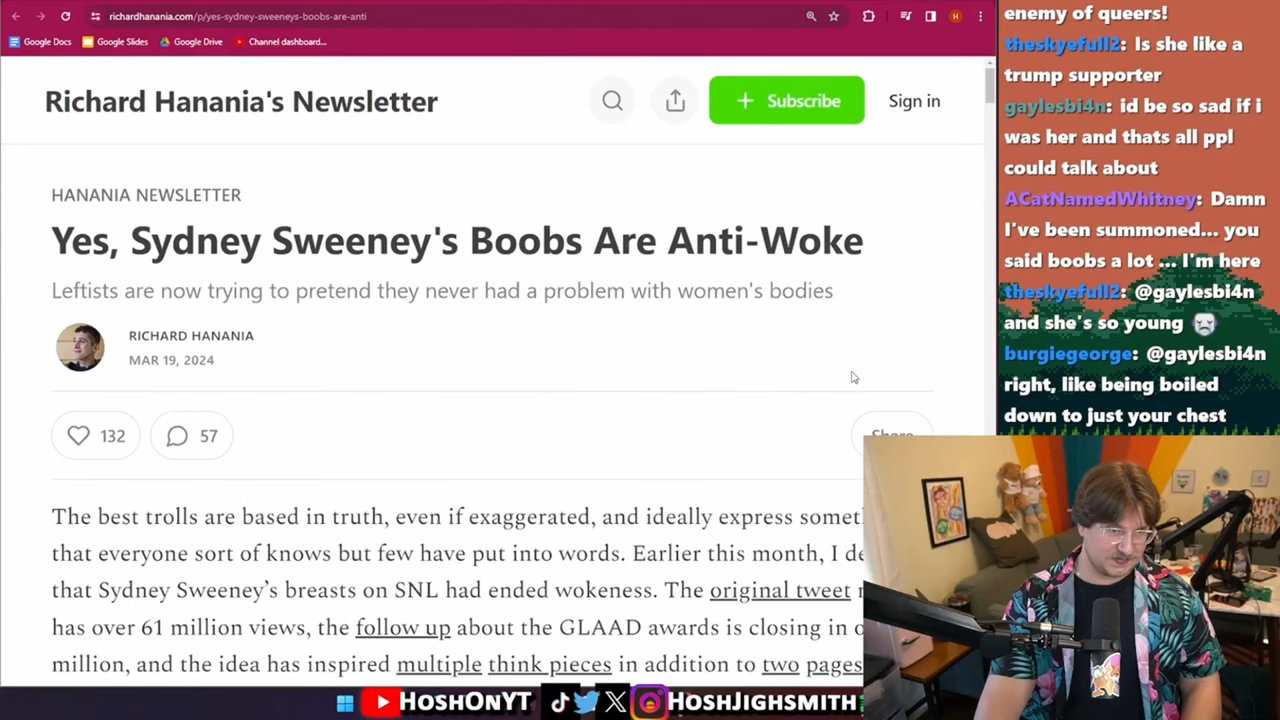 richardhanania.com/p/yes-sydney-sweeneys-boobs-are-anti
Google Docs
Google Slides
Google Drive
Channel dashboard...
H
Richard Hanania's Newsletter
+ Subscribe
Sign in
HANANIA NEWSLETTER
Yes, Sydney Sweeney's Boobs Are Anti-Woke
Leftists are now trying to pretend they never had a problem with women's bodies
RICHARD HANANIA
MAR 19, 2024
132
57
The best trolls are based in truth, even if exaggerated, and ideally express somet
that everyone sort of knows but few have put into words. Earlier this month, I de
that Sydney Sweeney’s breasts on SNL had ended wokeness. The original tweet
has over 61 million views, the follow up about the GLAAD awards is closing in
million, and the idea has inspired multiple think pieces in addition to two pages
enemy of queers!
theskyefull2: Is she like a
trump supporter
gaylesbi4n: id be so sad if i
was her and thats all ppl
could talk about
ACatNamedWhitney: Damn
I've been summoned... you
said boobs a lot ... I'm here
theskyefull2: @gaylesbi4n
and she's so young
burgiegeorge: @gaylesbi4n
right, like being boiled
down to just your chest
HoshOnYT
HoshJighsmith